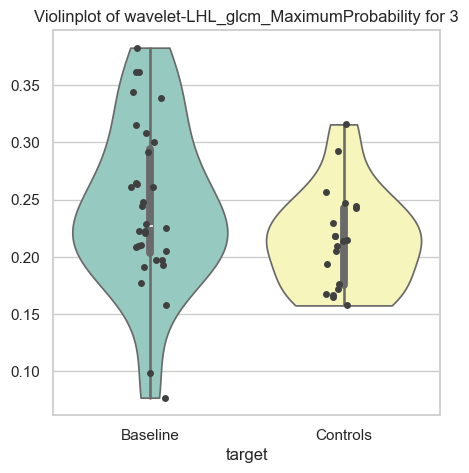 Violinplot of wavelet-LHL_glcm_MaximumProbability for 3
0.35
0.30
0.25
0.20
0.15
0.10
Baseline
Controls
target